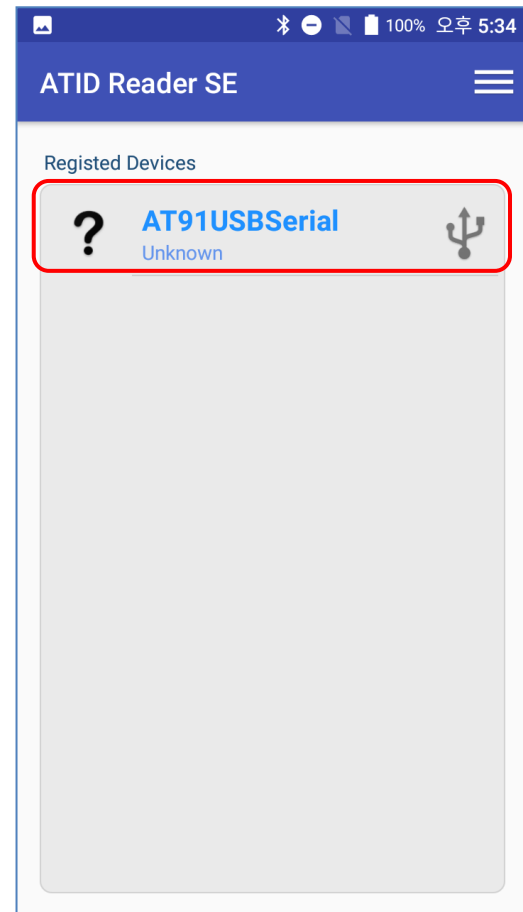 100% 오후 5:34
ATID Reader SE
Registed Devices
?
AT91USBSerial
Unknown